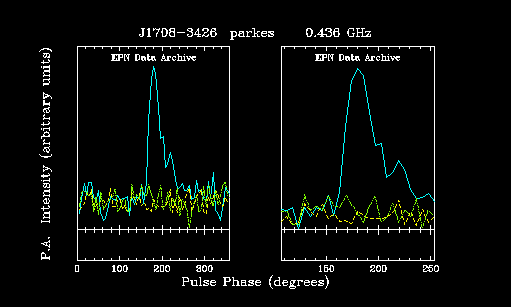 J1708-3426 parkes 0.436 GHz
EPN Data Archive EPN Data Archive
P.A. Intensity (arbitrary units)
0 100 200 300 150 200 250
Pulse Phase (degrees)